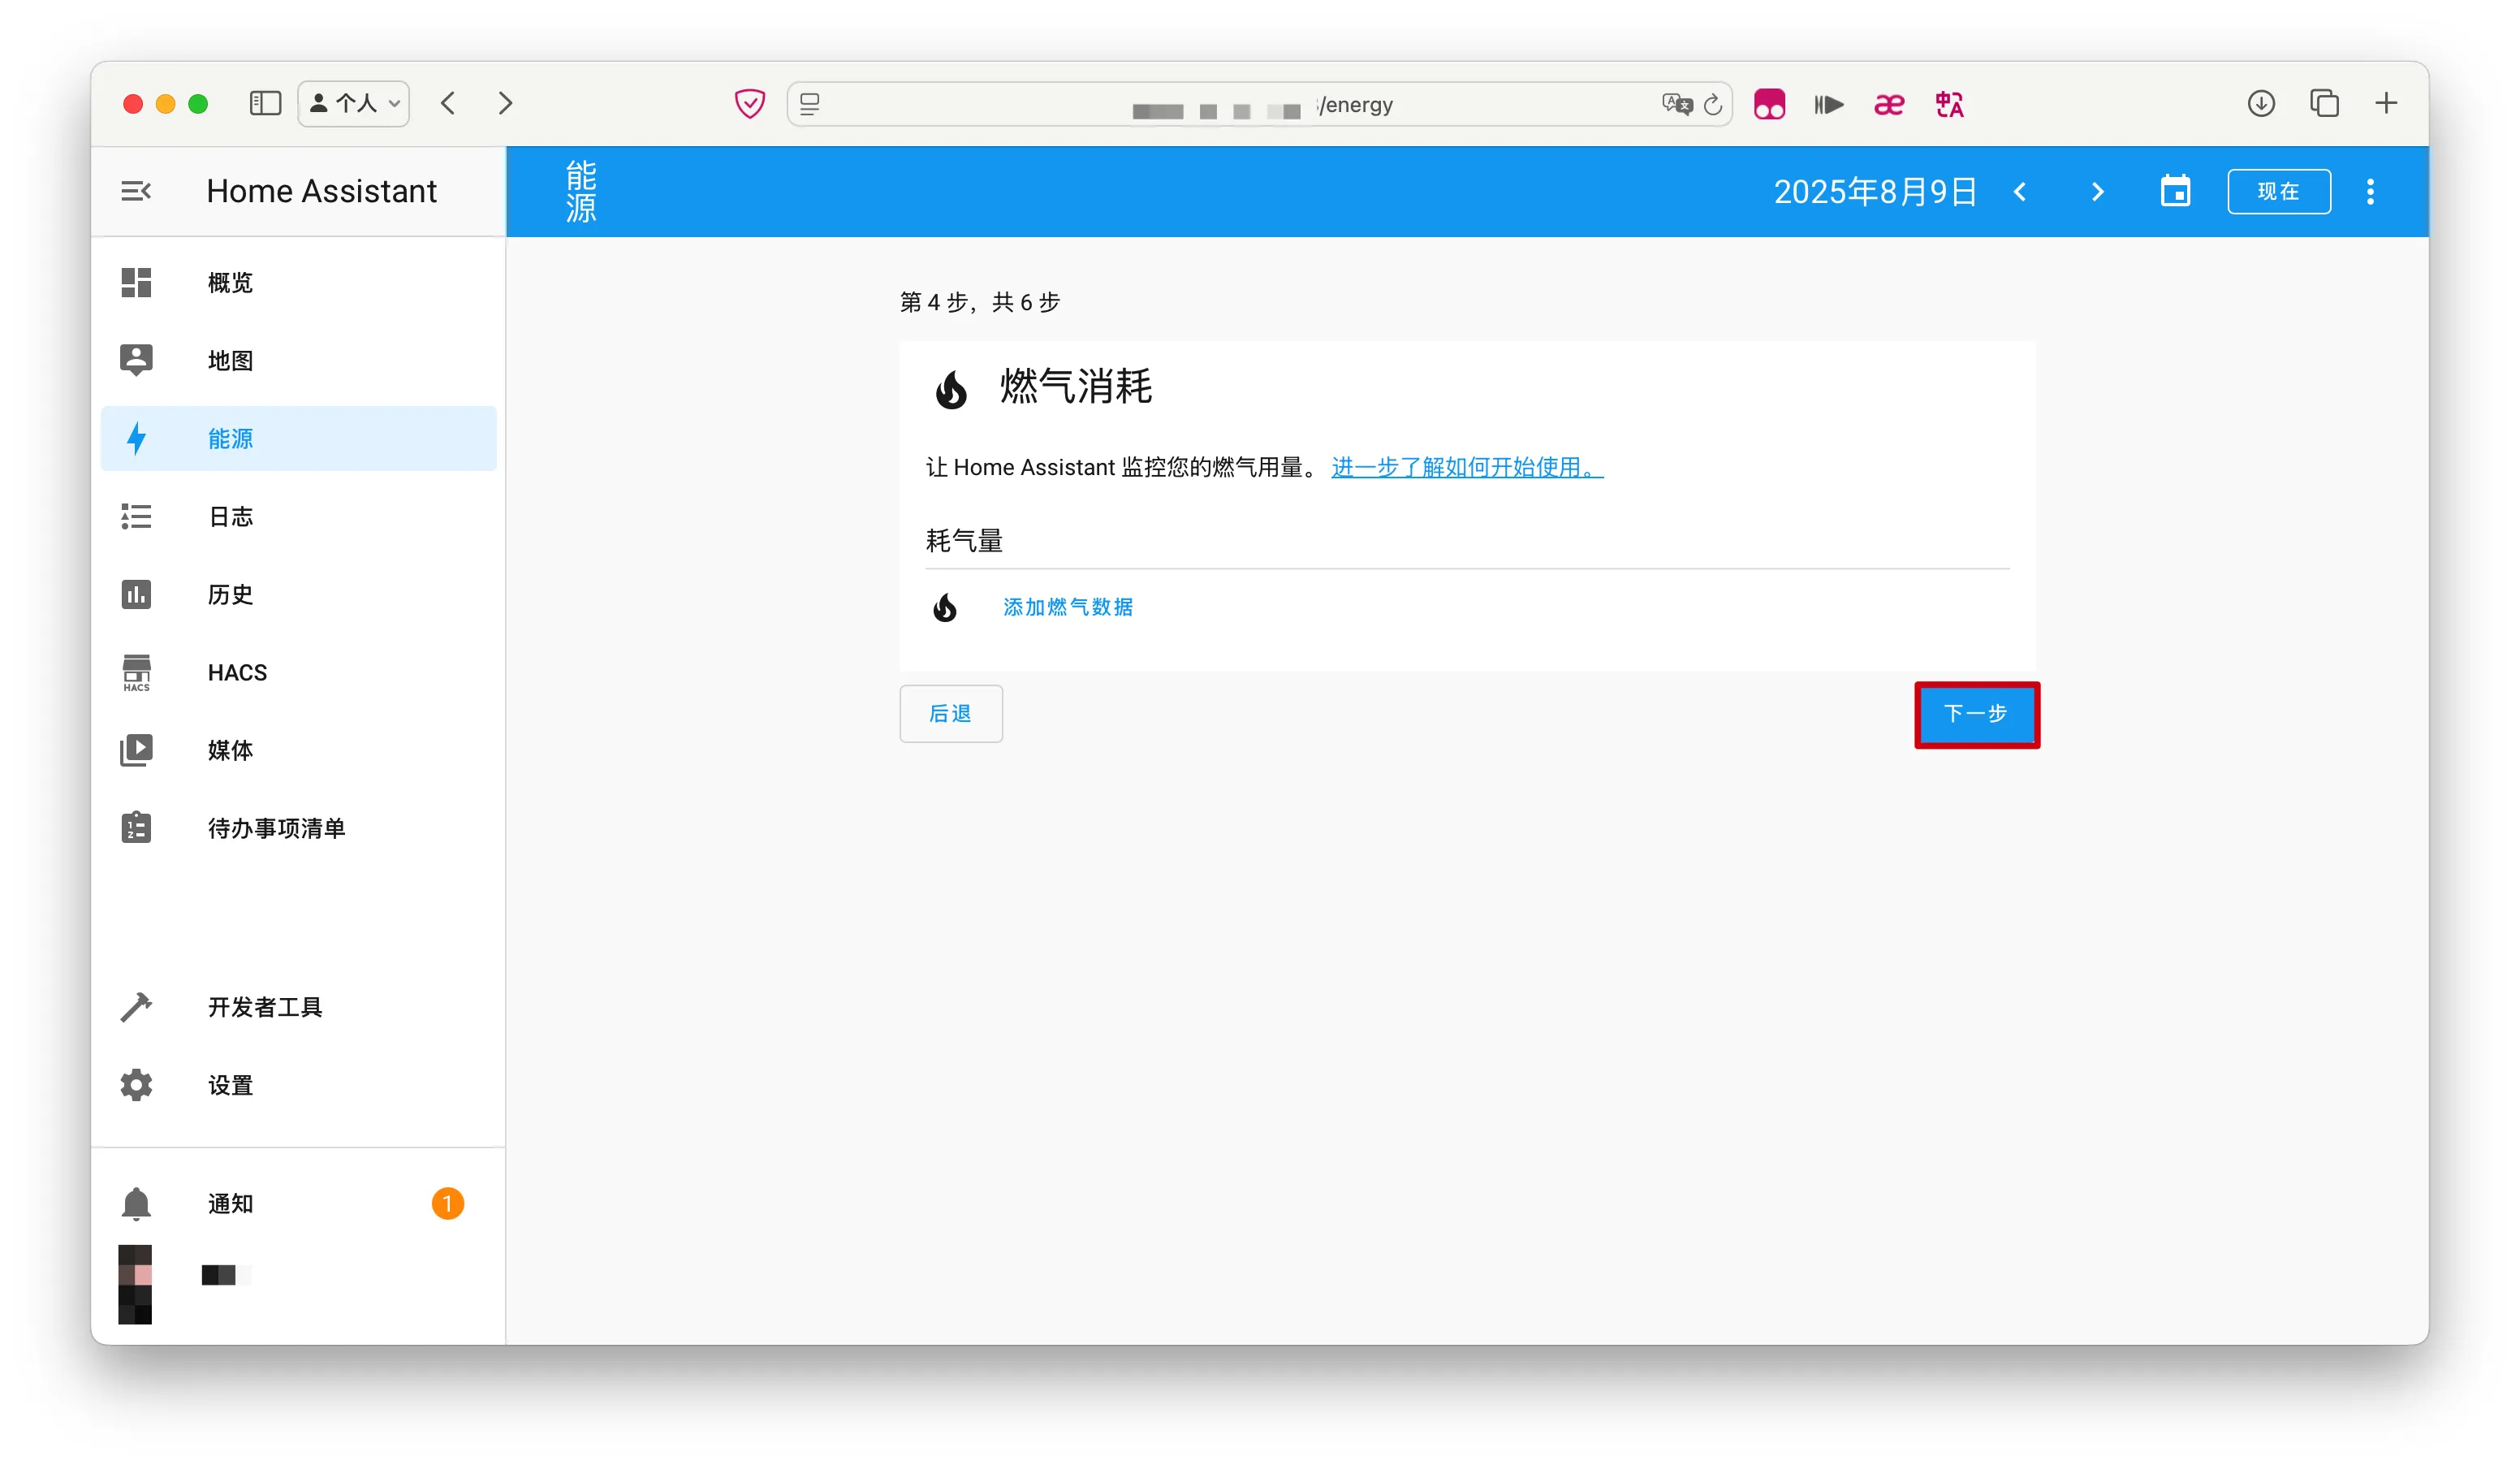 个人
/energy
Home Assistant
能源
2025年8月9日
现在
概览
地图
能源
日志
历史
HACS
HACS
媒体
待办事项清单
开发者工具
设置
通知
1
第 4 步，共 6 步
燃气消耗
让 Home Assistant 监控您的燃气用量。 进一步了解如何开始使用。
耗气量
添加燃气数据
后退
下一步